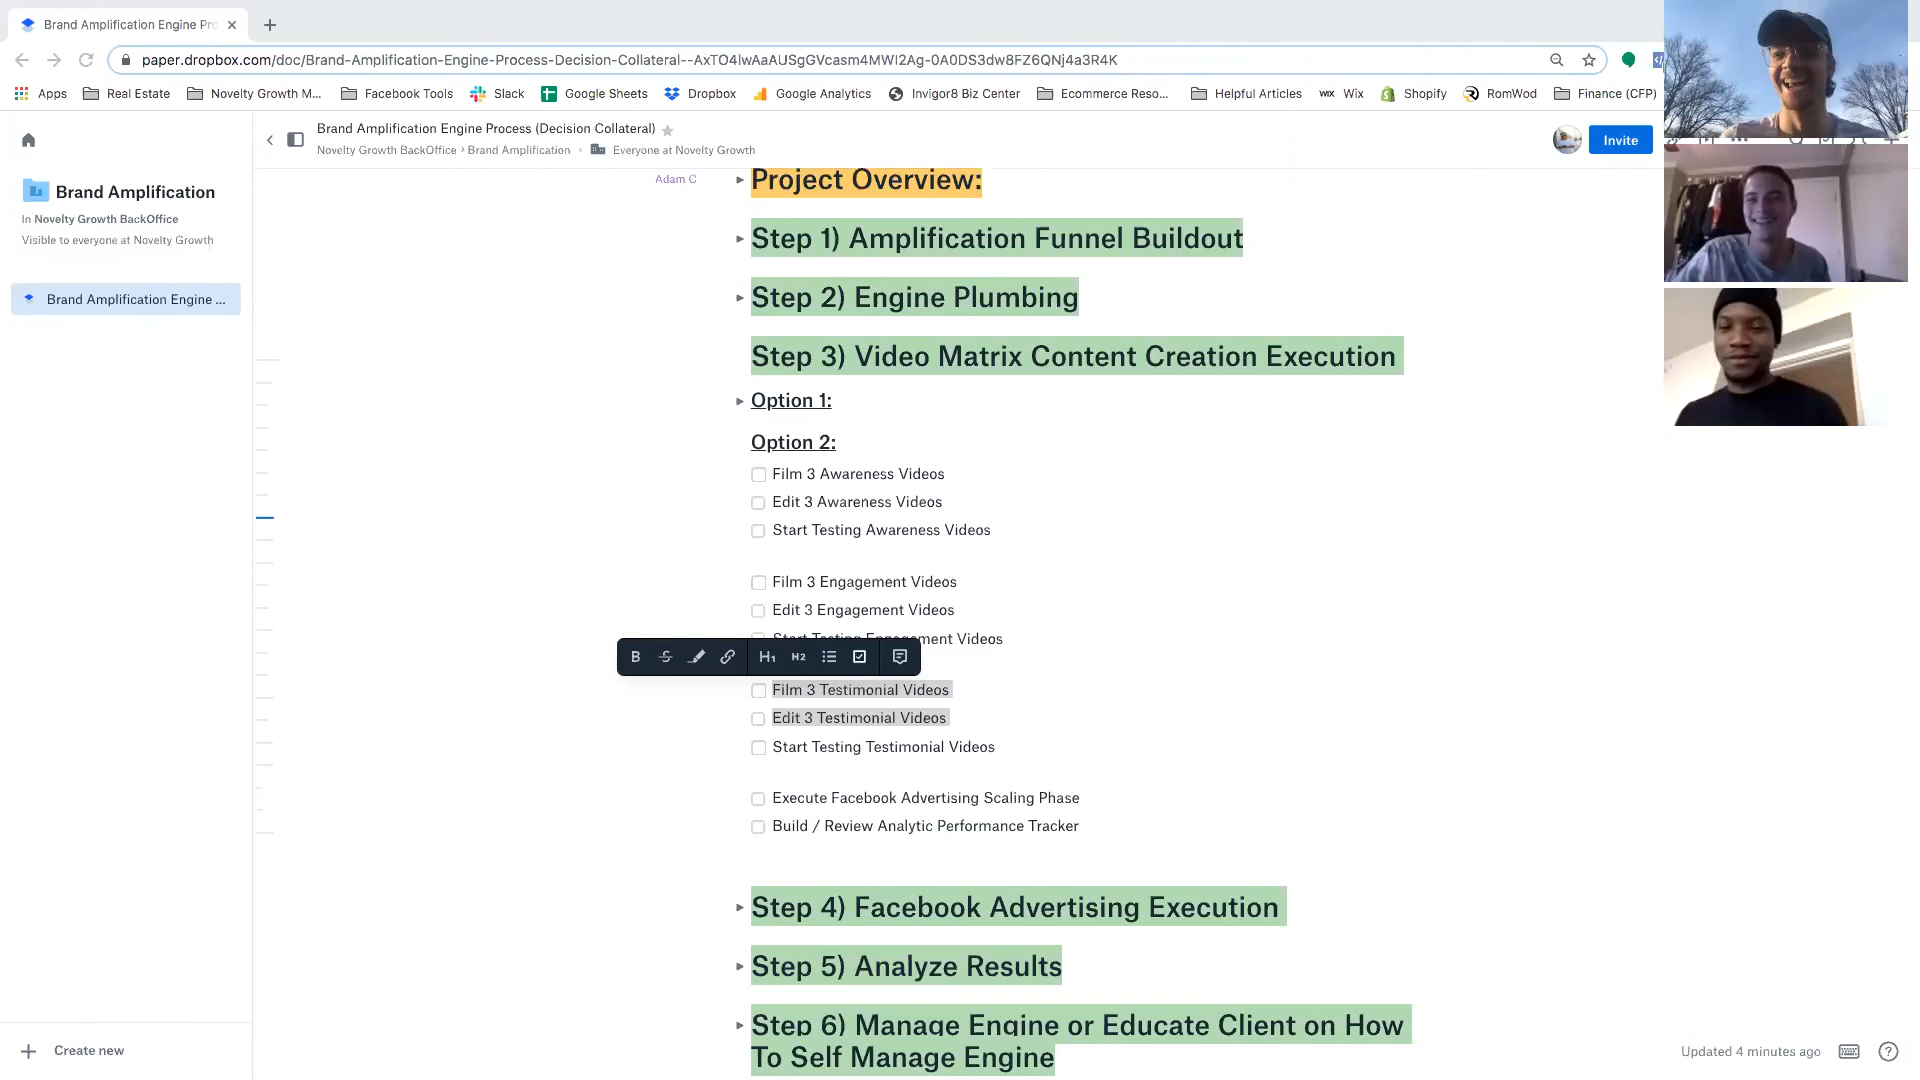 Brand Amplification Engine Pro
paper.dropbox.com/doc/Brand-Amplification-Engine-Process-Decision-Collateral--AxTO4lwAaAUSgGVcasm4MWl2Ag-0A0DS3dw8FZ6QNj4a3R4K
Apps Real Estate Novelty Growth M... Facebook Tools Slack Google Sheets Dropbox Google Analytics Invigor8 Biz Center Ecommerce Reso... Helpful Articles WIX Wix Shopify RomWod Finance (CFP)
Brand Amplification Engine Process (Decision Collateral)
Novelty Growth BackOffice › Brand Amplification • Everyone at Novelty Growth
Invite
Brand Amplification
In Novelty Growth BackOffice
Visible to everyone at Novelty Growth
Brand Amplification Engine ...
Adam C
Project Overview:
Step 1) Amplification Funnel Buildout
Step 2) Engine Plumbing
Step 3) Video Matrix Content Creation Execution
Option 1:
Option 2:
Film 3 Awareness Videos
Edit 3 Awareness Videos
Start Testing Awareness Videos
Film 3 Engagement Videos
Edit 3 Engagement Videos
Start Testing Engagement Videos
B S H1 H2
Film 3 Testimonial Videos
Edit 3 Testimonial Videos
Start Testing Testimonial Videos
Execute Facebook Advertising Scaling Phase
Build / Review Analytic Performance Tracker
Step 4) Facebook Advertising Execution
Step 5) Analyze Results
Step 6) Manage Engine or Educate Client on How
To Self Manage Engine
Create new
Updated 4 minutes ago